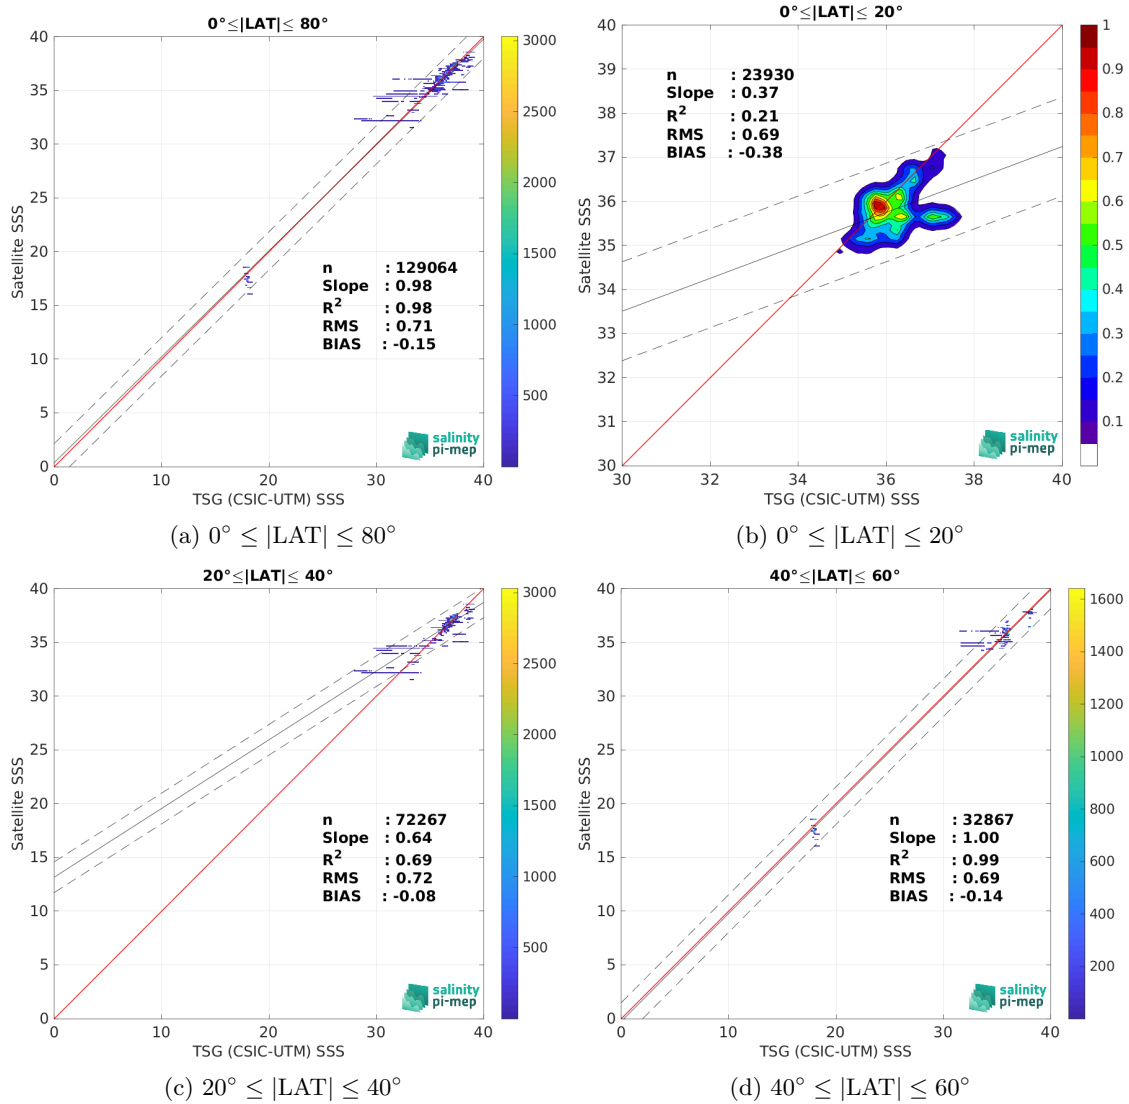 0°≤|LAT|≤ 80°
40
35
30
25
20
15
10
5
0
Satellite SSS
n : 129064
Slope : 0.98
R2 : 0.98
RMS : 0.71
BIAS : -0.15
salinity
pi-mep
0 10 20 30 40
TSG (CSIC-UTM) SSS
3000
2500
2000
1500
1000
500
(a) 0° ≤ |LAT| ≤ 80°
0°≤|LAT|≤ 20°
40
39
38
37
36
35
34
33
32
31
30
Satellite SSS
n : 23930
Slope : 0.37
R2 : 0.21
RMS : 0.69
BIAS : -0.38
salinity
pi-mep
30 32 34 36 38 40
TSG (CSIC-UTM) SSS
1
0.9
0.8
0.7
0.6
0.5
0.4
0.3
0.2
0.1
(b) 0° ≤ |LAT| ≤ 20°
20°≤|LAT|≤ 40°
40
35
30
25
20
15
10
5
0
Satellite SSS
n : 72267
Slope : 0.64
R2 : 0.69
RMS : 0.72
BIAS : -0.08
salinity
pi-mep
0 10 20 30 40
TSG (CSIC-UTM) SSS
3000
2500
2000
1500
1000
500
(c) 20° ≤ |LAT| ≤ 40°
40°≤|LAT|≤ 60°
40
35
30
25
20
15
10
5
0
Satellite SSS
n : 32867
Slope : 1.00
R2 : 0.99
RMS : 0.69
BIAS : -0.14
salinity
pi-mep
0 10 20 30 40
TSG (CSIC-UTM) SSS
1600
1400
1200
1000
800
600
400
200
(d) 40° ≤ |LAT| ≤ 60°